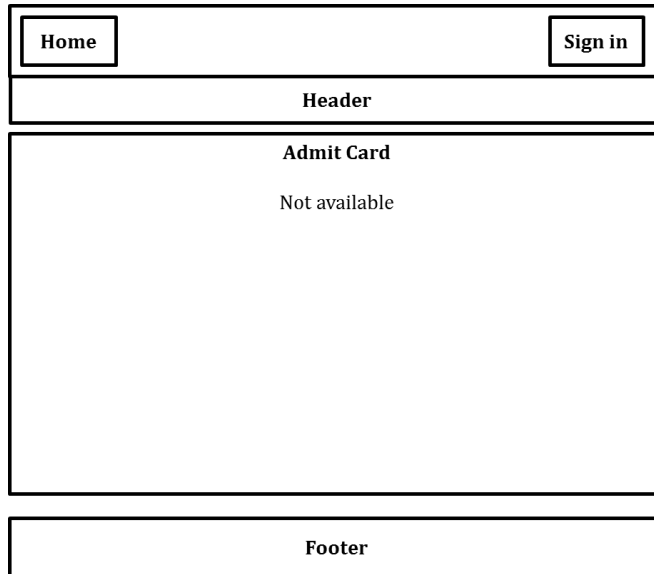 Home
Sign in
Header
Admit Card
Not available
Footer